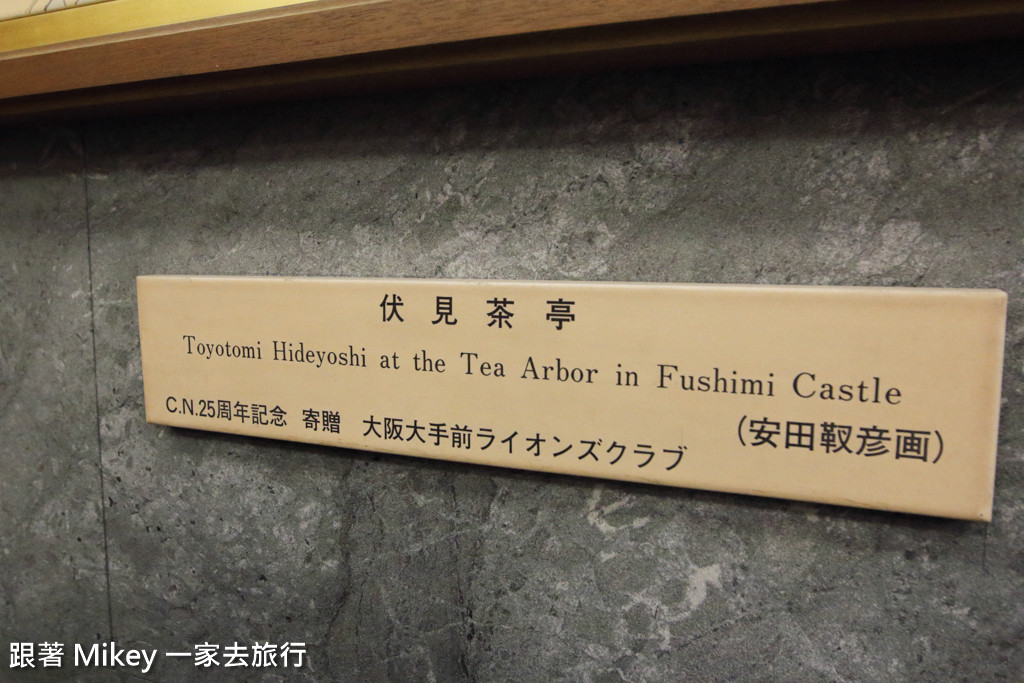 伏見茶亭
Toyotomi Hideyoshi at the Tea Arbor in Fushimi Castle
C.N.25周年記念 寄贈 大阪大手前ライオンズクラブ (安田靫彦画)
跟著 Mikey 一家去旅行